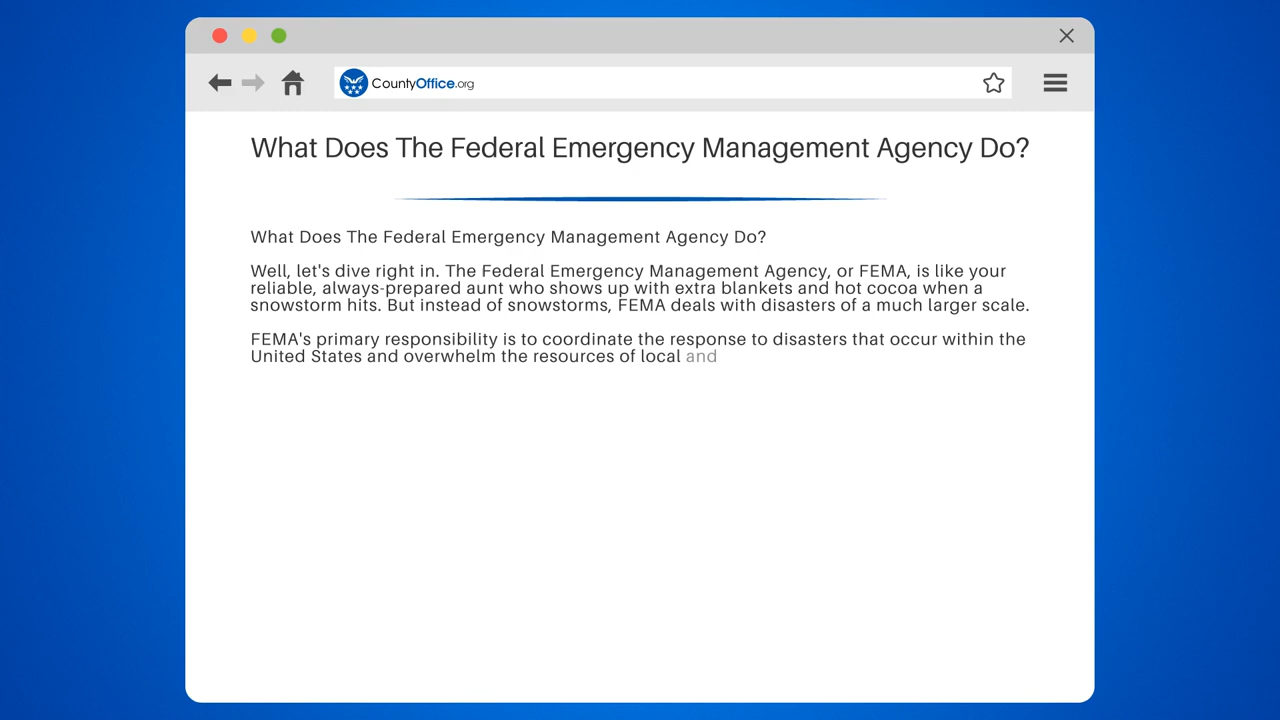 CountyOffice.org
What Does The Federal Emergency Management Agency Do?
What Does The Federal Emergency Management Agency Do?
Well, let's dive right in. The Federal Emergency Management Agency, or FEMA, is like your
reliable, always-prepared aunt who shows up with extra blankets and hot cocoa when a
snowstorm hits. But instead of snowstorms, FEMA deals with disasters of a much larger scale.
FEMA's primary responsibility is to coordinate the response to disasters that occur within the
United States and overwhelm the resources of local and